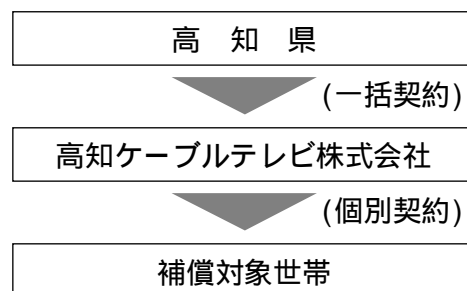 高　知　県
(一括契約)
高知ケーブルテレビ株式会社
(個別契約)
補償対象世帯